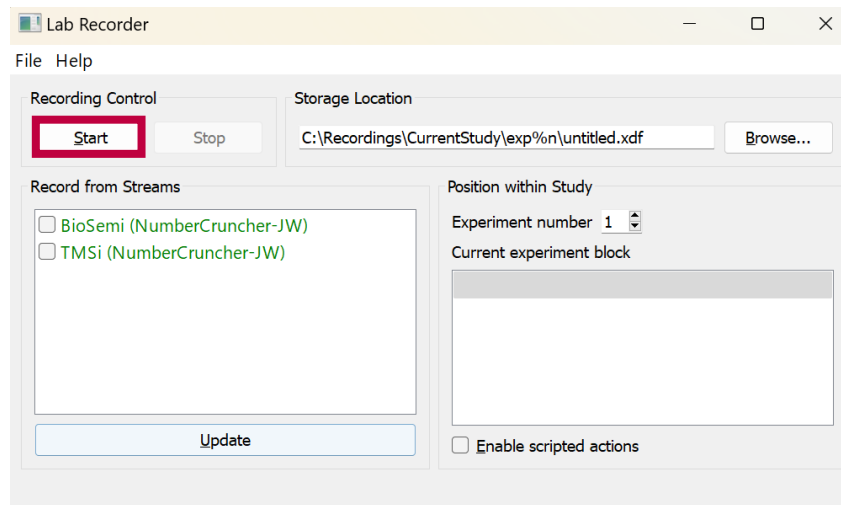 Lab Recorder
File Help
Recording Control
Start Stop
Storage Location
C:\Recordings\CurrentStudy\exp%n\untitled.xdf Browse...
Record from Streams
BioSemi (NumberCruncher-JW)
TMSi (NumberCruncher-JW)
Update
Position within Study
Experiment number 1
Current experiment block
Enable scripted actions